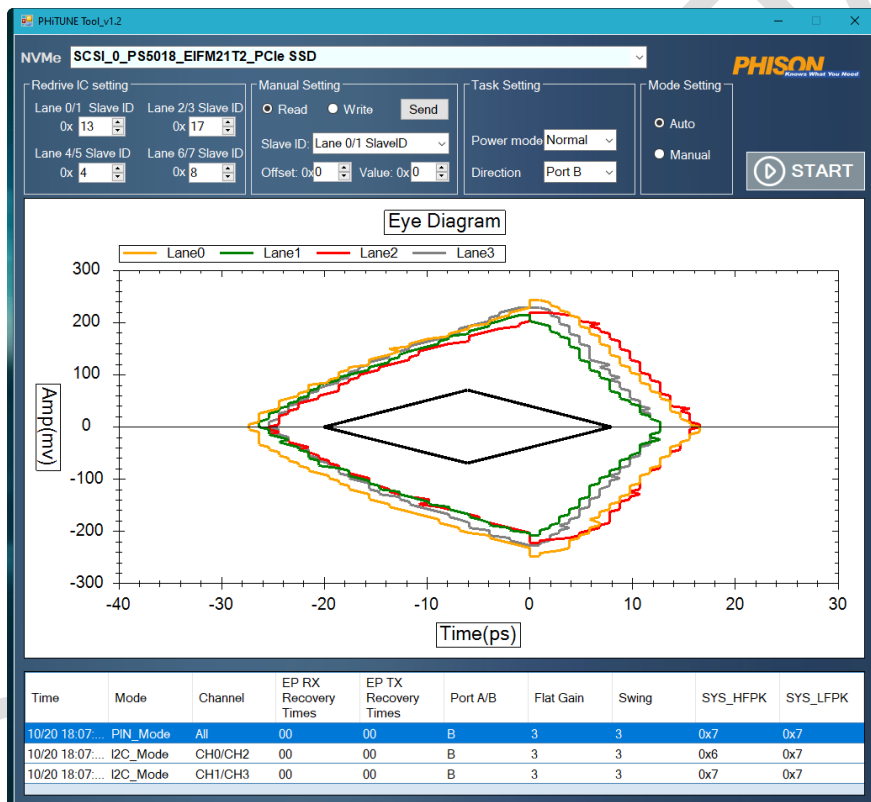 PHiTUNE Tool_v1.2
NVMe SCSI_0_PS5018_EIFM21T2_PCIe SSD
PHISON
Knows What You Need
Redrive IC setting
Lane 0/1 Slave ID Lane 2/3 Slave ID
0x 13 0x 17
Lane 4/5 Slave ID Lane 6/7 Slave ID
0x 4 0x 8
Manual Setting
Read Write Send
Slave ID: Lane 0/1 SlaveID
Offset: 0x 0 Value: 0x 0
Task Setting
Power mode Normal
Direction Port B
Mode Setting
Auto
Manual
START
Eye Diagram
Lane0 Lane1 Lane2 Lane3
300
200
100
0
-100
-200
-300
Amp(mv)
-40 -30 -20 -10 0 10 20 30
Time(ps)
Time Mode Channel EP RX Recovery Times EP TX Recovery Times Port A/B Flat Gain Swing SYS_HFPK SYS_LFPK
10/20 18:07:... PIN_Mode All 00 00 B 3 3 0x7 0x7
10/20 18:07:... I2C_Mode CH0/CH2 00 00 B 3 3 0x6 0x7
10/20 18:07:... I2C_Mode CH1/CH3 00 00 B 3 3 0x7 0x7